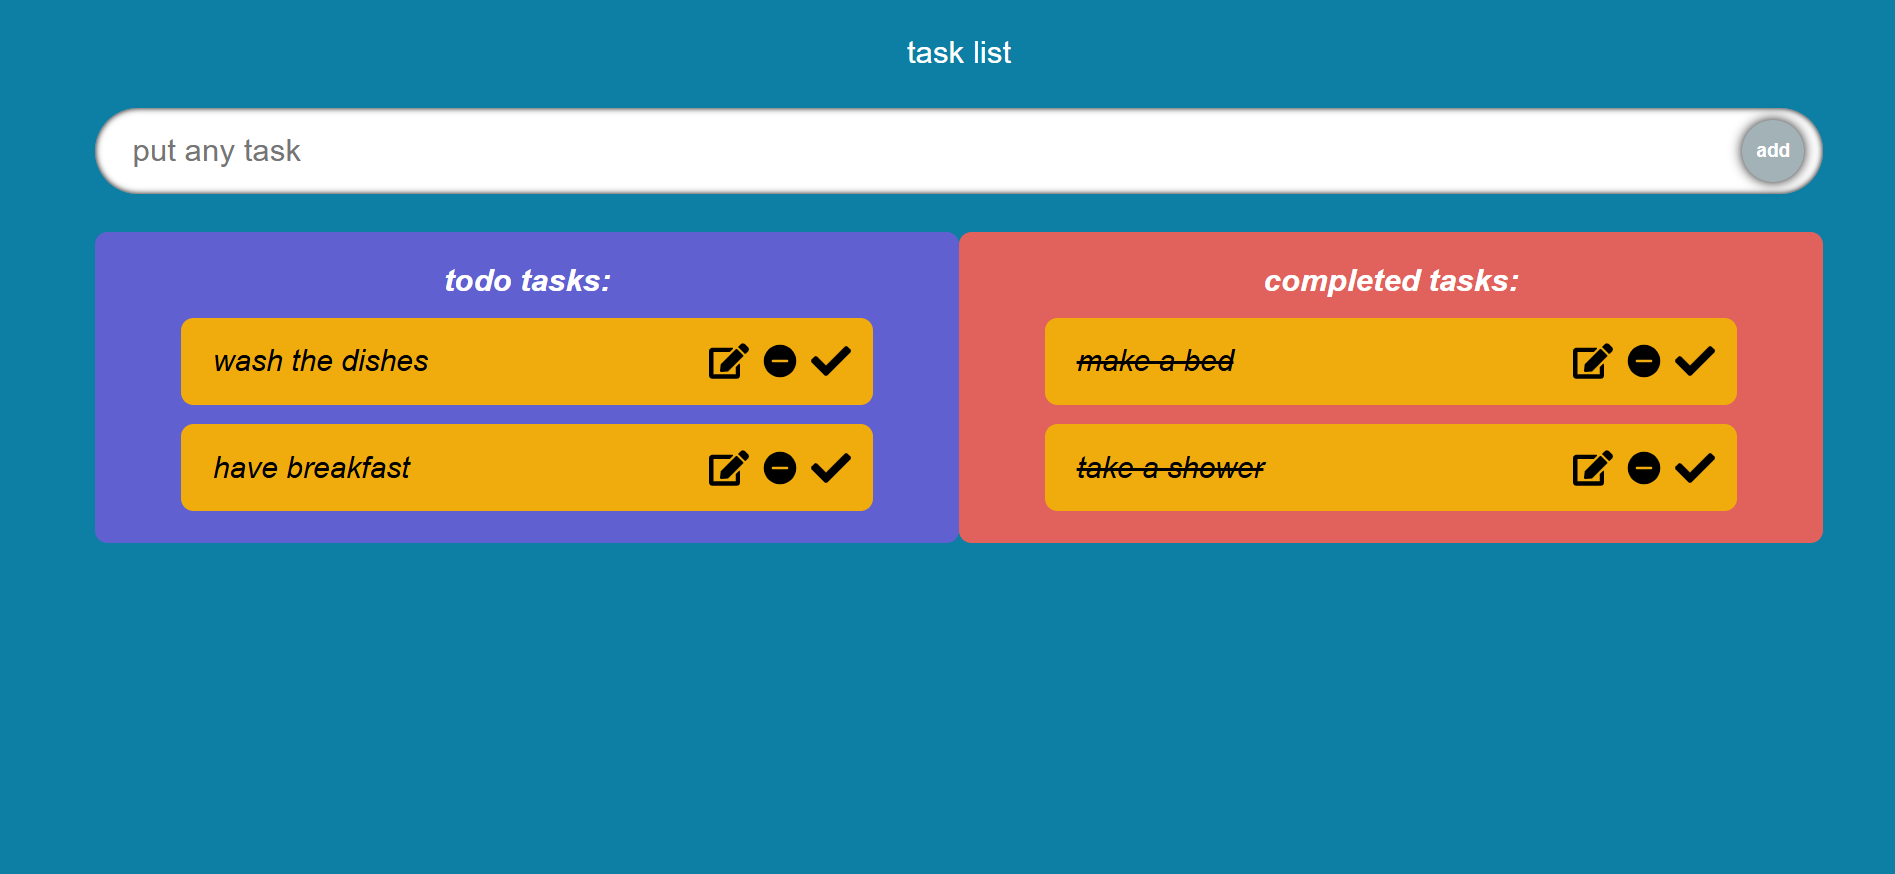 task list
put any task
add
todo tasks:
wash the dishes
have breakfast
completed tasks:
make a bed
take a shower